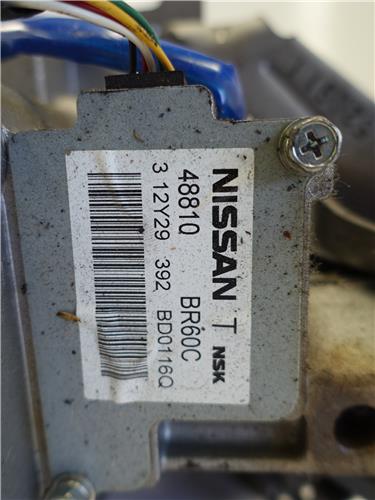 NISSAN T NSK
48810 BR60C
3 12Y29 392 BD0116Q